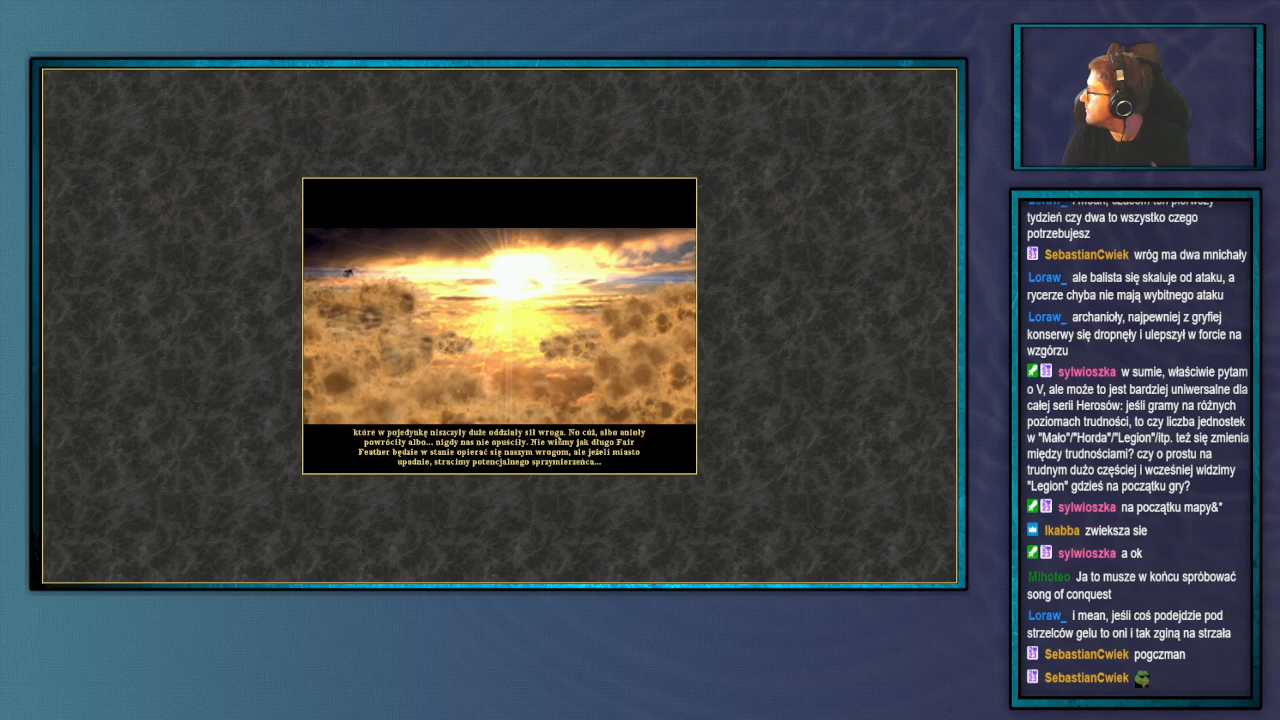 które w pojedynkę niszczyły duże oddziały sił wroga. No cóż, albo anioły
powróciły albo... nigdy nas nie opuściły. Nie wiemy jak długo Fair
Feather będzie w stanie opierać się naszym wrogom, ale jeżeli miasto
upadnie, stracimy potencjalnego sprzymierzeńca...
tydzień czy dwa to wszystko czego
potrzebujesz
SebastianCwiek wróg ma dwa mnichały
Loraw_ ale balista się skaluje od ataku, a
rycerze chyba nie mają wybitnego ataku
Loraw_ archanioły, najpewniej z gryfiej
konserwy się dropnęły i ulepszył w forcie na
wzgórzu
sylwioszka w sumie, właściwie pytam
o V, ale może to jest bardziej uniwersalne dla
całej serii Herosów: jeśli gramy na różnych
poziomach trudności, to czy liczba jednostek
w "Mało"/"Horda"/"Legion"/itp. też się zmienia
między trudnościami? czy o prostu na
trudnym dużo częściej i wcześniej widzimy
"Legion" gdzieś na początku gry?
sylwioszka na początku mapy&*
Ikabba zwieksza sie
sylwioszka a ok
Mihoteo Ja to musze w końcu spróbować
song of conquest
Loraw_ i mean, jeśli coś podejdzie pod
strzelców gelu to oni i tak zginą na strzała
SebastianCwiek pogczman
SebastianCwiek